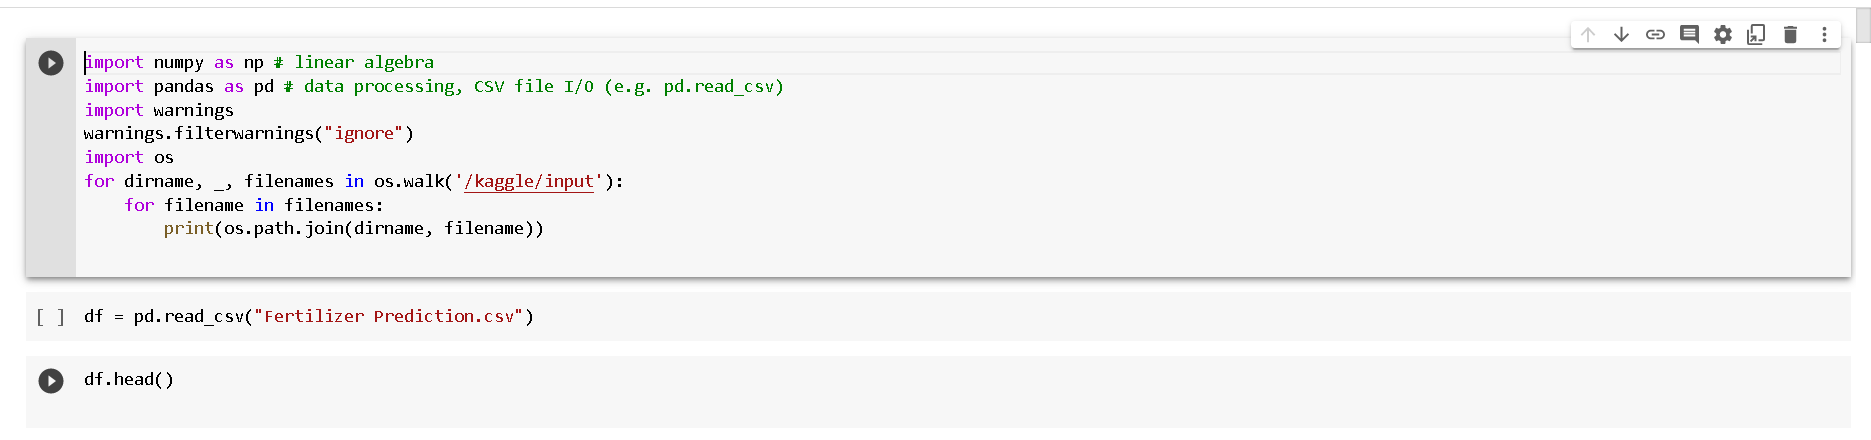 import numpy as np # linear algebra
import pandas as pd # data processing, CSV file I/O (e.g. pd.read_csv)
import warnings
warnings.filterwarnings("ignore")
import os
for dirname, _, filenames in os.walk('/kaggle/input'):
    for filename in filenames:
        print(os.path.join(dirname, filename))
[ ] df = pd.read_csv("Fertilizer Prediction.csv")
df.head()